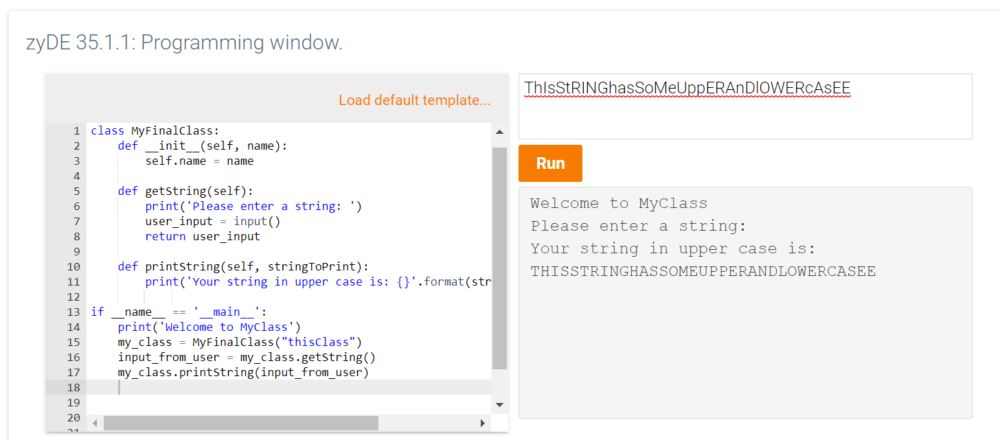 zyDE 35.1.1: Programming window.
Load default template...
1 class MyFinalClass:
2     def __init__(self, name):
3         self.name = name
4
5     def getString(self):
6         print('Please enter a string: ')
7         user_input = input()
8         return user_input
9
10     def printString(self, stringToPrint):
11         print('Your string in upper case is: {}'.format(str
12
13 if __name__ == '__main__':
14     print('Welcome to MyClass')
15     my_class = MyFinalClass("thisClass")
16     input_from_user = my_class.getString()
17     my_class.printString(input_from_user)
18
19
20
21
ThIsStRINGhasSoMeUppERAnDlOWERcAsEE
Run
Welcome to MyClass
Please enter a string:
Your string in upper case is:
THISSTRINGHASSOMEUPPERANDLOWERCASEE